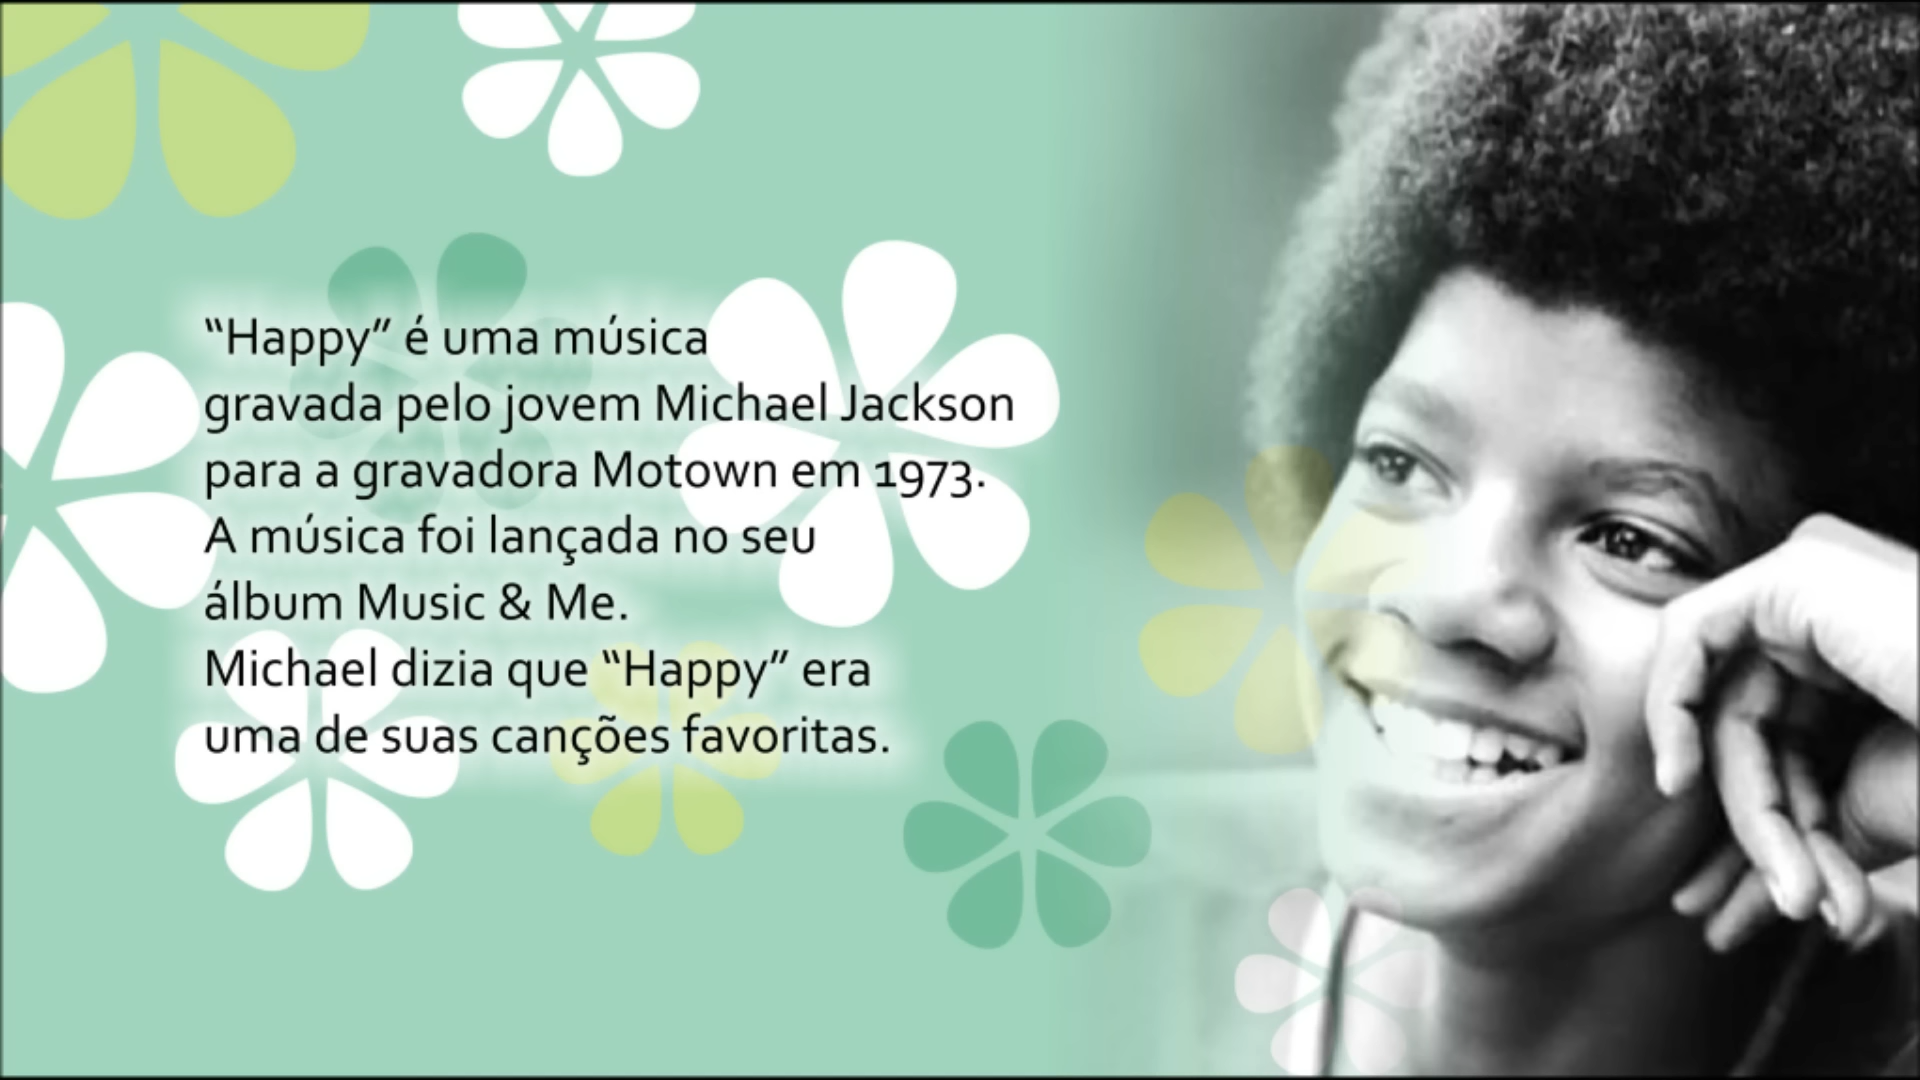 “Happy” é uma música
gravada pelo jovem Michael Jackson
para a gravadora Motown em 1973.
A música foi lançada no seu
álbum Music & Me.
Michael dizia que “Happy” era
uma de suas canções favoritas.